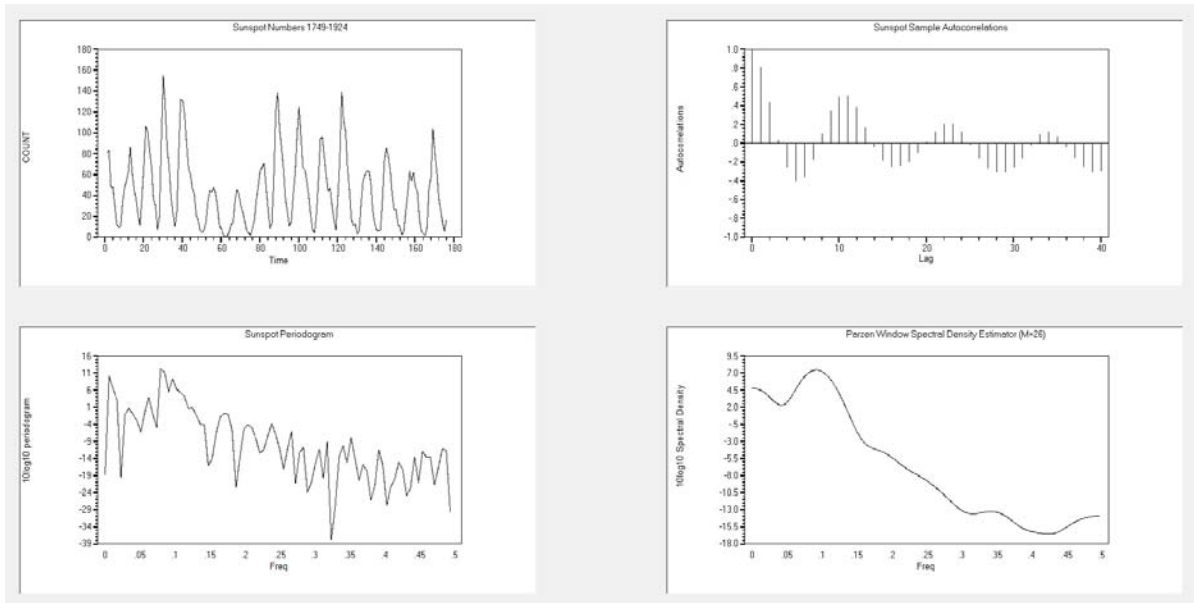 Sunspot Numbers 1749-1924
180
160
140
120
100
80
60
40
20
0
COUNT
0 20 40 60 80 100 120 140 160 180
Time
Sunspot Sample Autocorrelations
1.0
.8
.6
.4
.2
.0
-.2
-.4
-.6
-.8
-1.0
Autocorrelations
0 10 20 30 40
Lag
Sunspot Periodogram
16
11
6
1
-4
-9
-14
-19
-24
-29
-34
-39
10log10 periodogram
0 .05 .1 .15 .2 .25 .3 .35 .4 .45 .5
Freq
Parzen Window Spectral Density Estimator (M=26)
9.5
7.0
4.5
2.0
-.5
-3.0
-5.5
-8.0
-10.5
-13.0
-15.5
-18.0
10log10 Spectral Density
0 .05 .1 .15 .2 .25 .3 .35 .4 .45 .5
Freq